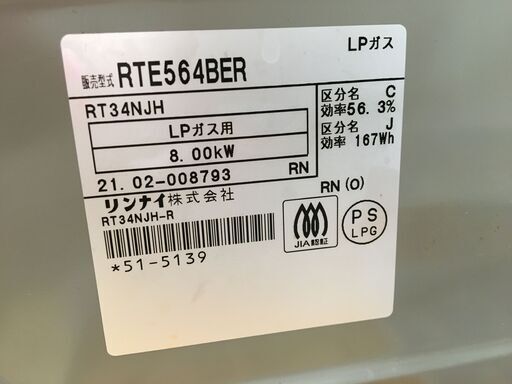 LPガス
販売型式 RTE564BER
RT34NJH
LPガス用
8.00kW
21.02-008793 RN
リンナイ株式会社
RT34NJH-R
*51-5139
区分名 C
効率56.3%
区分名 J
効率 167Wh
RN (O)
JIA認証
PS
LPG